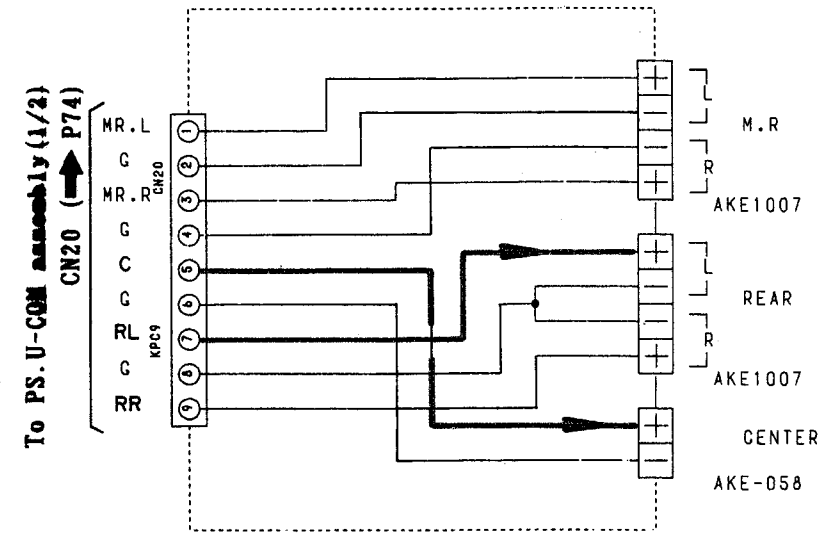 To PS.U-COM assembly(1/2)
CN20 (➡ P74)
MR.L
G
MR.R
G
C
G
RL
G
RR
1
2
3
4
5
6
7
8
9
CN20
KPC9
+
−
−
+
L
R
M.R
AKE1007
+
−
−
+
L
R
REAR
AKE1007
+
−
CENTER
AKE-058